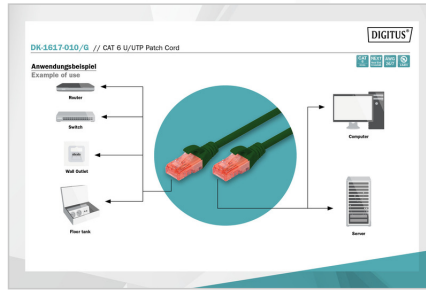 DIGITUS®
DK-1617-010/G // CAT 6 U/UTP Patch Cord
Anwendungsbeispiel
Example of use
CAT
Router
Switch
Wall Outlet
Floor tank
Computer
Server